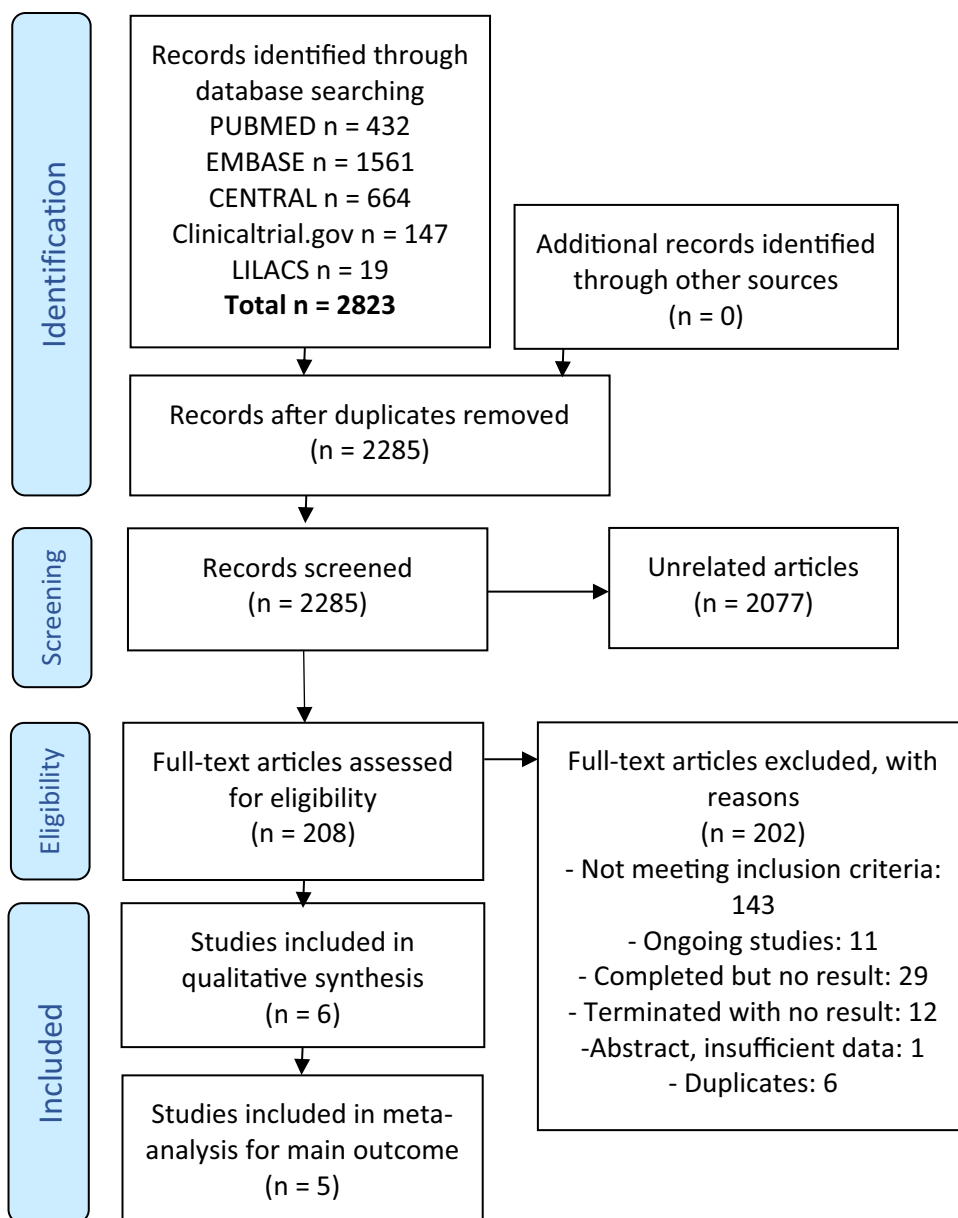 Identification
Records identified through
database searching
PUBMED n = 432
EMBASE n = 1561
CENTRAL n = 664
Clinicaltrial.gov n = 147
LILACS n = 19
Total n = 2823
Additional records identified
through other sources
(n = 0)
Records after duplicates removed
(n = 2285)
Screening
Records screened
(n = 2285)
Unrelated articles
(n = 2077)
Eligibility
Full-text articles assessed
for eligibility
(n = 208)
Full-text articles excluded, with
reasons
(n = 202)
- Not meeting inclusion criteria:
143
- Ongoing studies: 11
- Completed but no result: 29
- Terminated with no result: 12
-Abstract, insufficient data: 1
- Duplicates: 6
Included
Studies included in
qualitative synthesis
(n = 6)
Studies included in meta-
analysis for main outcome
(n = 5)